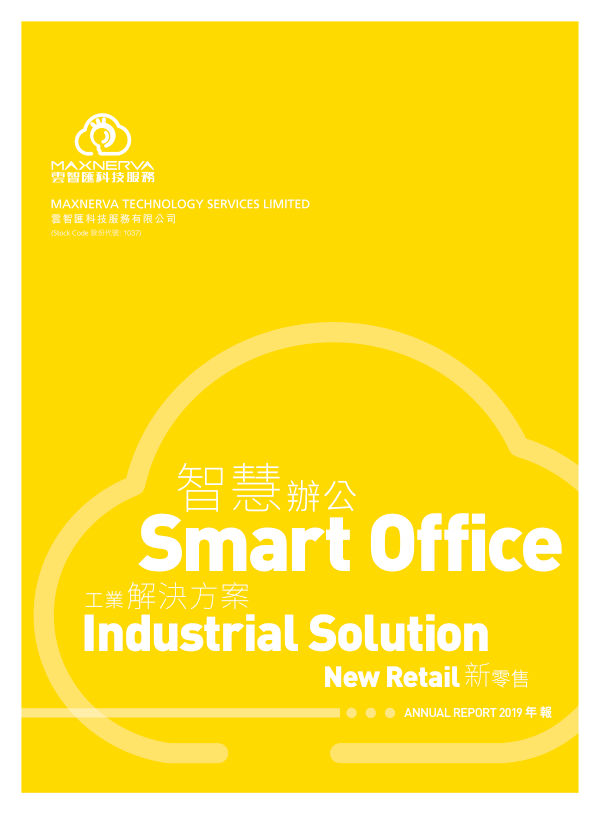 MAXNERVA
雲智匯科技服務
MAXNERVA TECHNOLOGY SERVICES LIMITED
雲智匯科技服務有限公司
(Stock Code 股份代號: 1037)
智慧辦公
Smart Office
工業解決方案
Industrial Solution
New Retail 新零售
ANNUAL REPORT 2019 年報